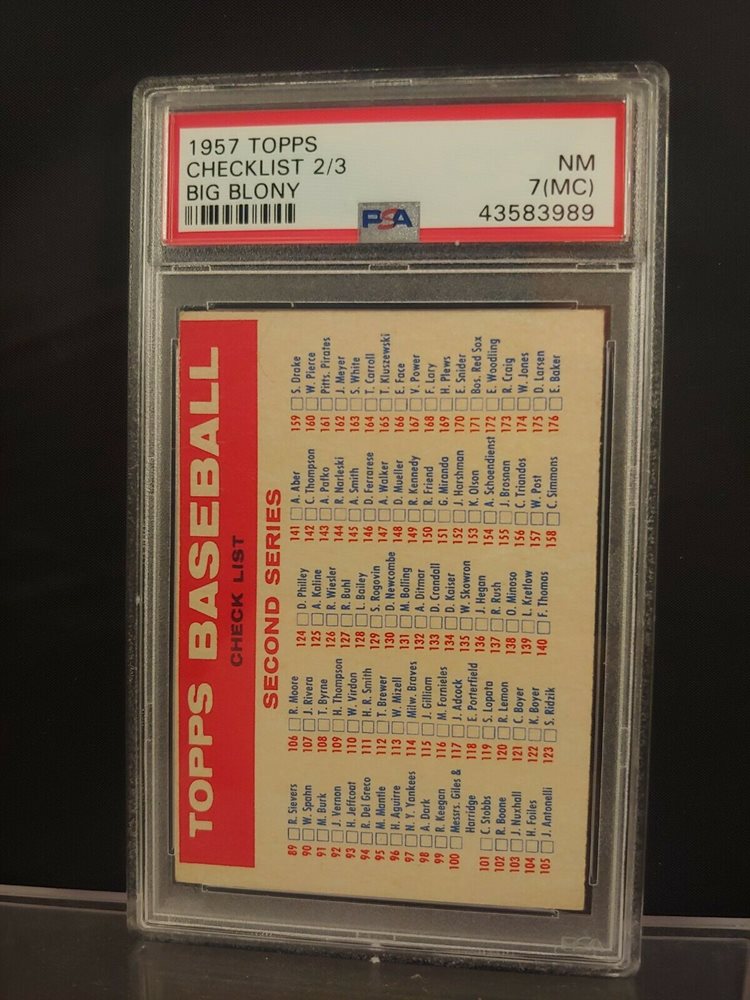 1957 TOPPS
CHECKLIST 2/3
BIG BLONY
NM
7(MC)
43583989
PSA
TOPPS BASEBALL
CHECK LIST
SECOND SERIES
89 R. Sievers
90 W. Spahn
91 M. Burk
92 J. Vernon
93 H. Jeffcoat
94 R. Del Greco
95 M. Mantle
96 H. Aguirre
97 N. Y. Yankees
98 A. Dark
99 R. Keegan
100 Messrs. Giles &
Harridge
101 C. Stobbs
102 R. Boone
103 J. Nuxhall
104 H. Foiles
105 J. Antonelli
106 R. Moore
107 J. Rivera
108 T. Byrne
109 H. Thompson
110 W. Virdon
111 H. R. Smith
112 T. Brewer
113 W. Mizell
114 Milw. Braves
115 J. Gilliam
116 M. Fornieles
117 J. Adcock
118 E. Porterfield
119 S. Lopata
120 R. Lemon
121 C. Boyer
122 K. Boyer
123 S. Ridzik
124 D. Philley
125 A. Kaline
126 R. Wiesler
127 R. Buhl
128 L. Bailey
129 S. Rogovin
130 D. Newcombe
131 M. Bolling
132 A. Ditmar
133 D. Crandall
134 D. Kaiser
135 W. Skowron
136 J. Hegan
137 R. Rush
138 O. Minoso
139 L. Kretlow
140 F. Thomas
141 A. Aber
142 C. Thompson
143 A. Pafko
144 R. Narleski
145 A. Smith
146 D. Ferrarese
147 A. Walker
148 D. Mueller
149 R. Kennedy
150 R. Friend
151 G. Miranda
152 J. Harshman
153 K. Olson
154 A. Schoendienst
155 J. Brosnan
156 C. Triandos
157 W. Post
158 C. Simmons
159 S. Drake
160 W. Pierce
161 Pitts. Pirates
162 J. Meyer
163 S. White
164 T. Carroll
165 T. Kluszewski
166 E. Face
167 V. Power
168 F. Lary
169 H. Plews
170 E. Snider
171 Bos. Red Sox
172 E. Woodling
173 R. Craig
174 W. Jones
175 D. Larsen
176 E. Baker